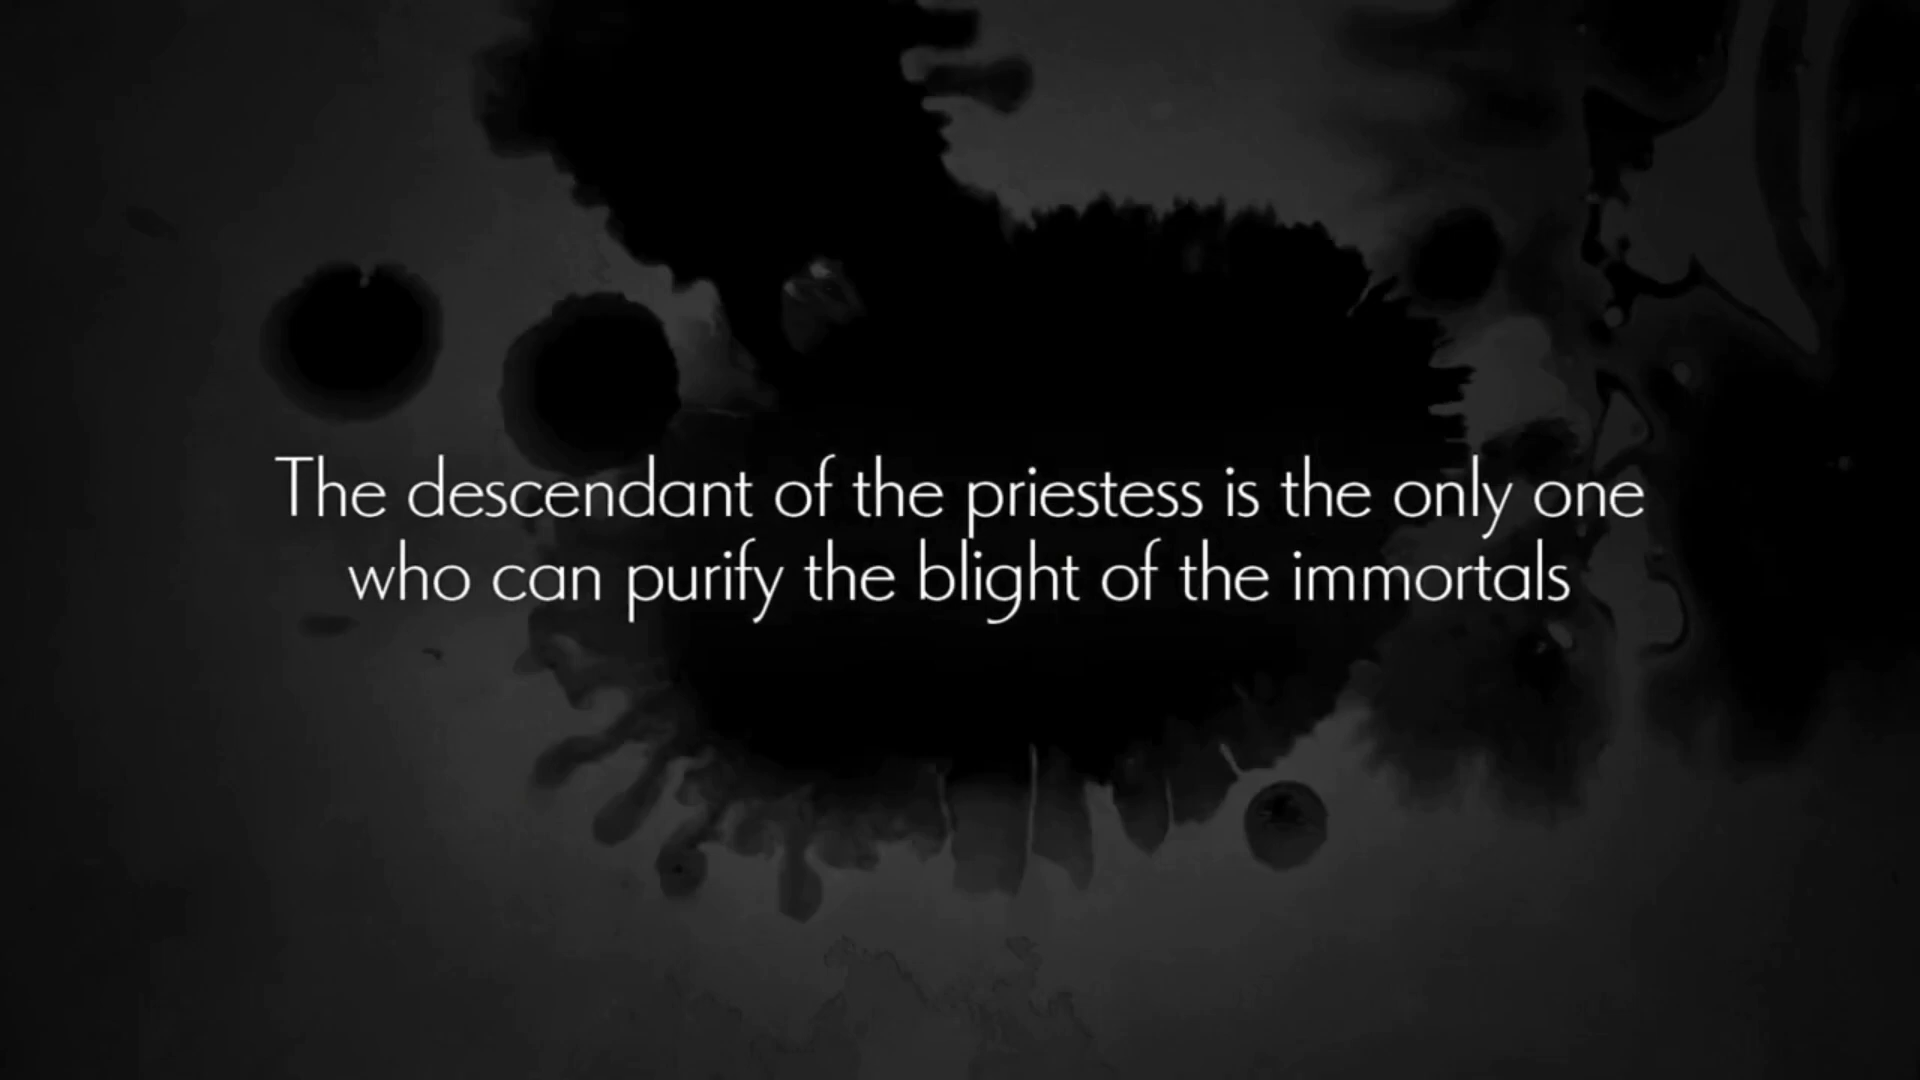 The descendant of the priestess is the only one
who can purify the blight of the immortals